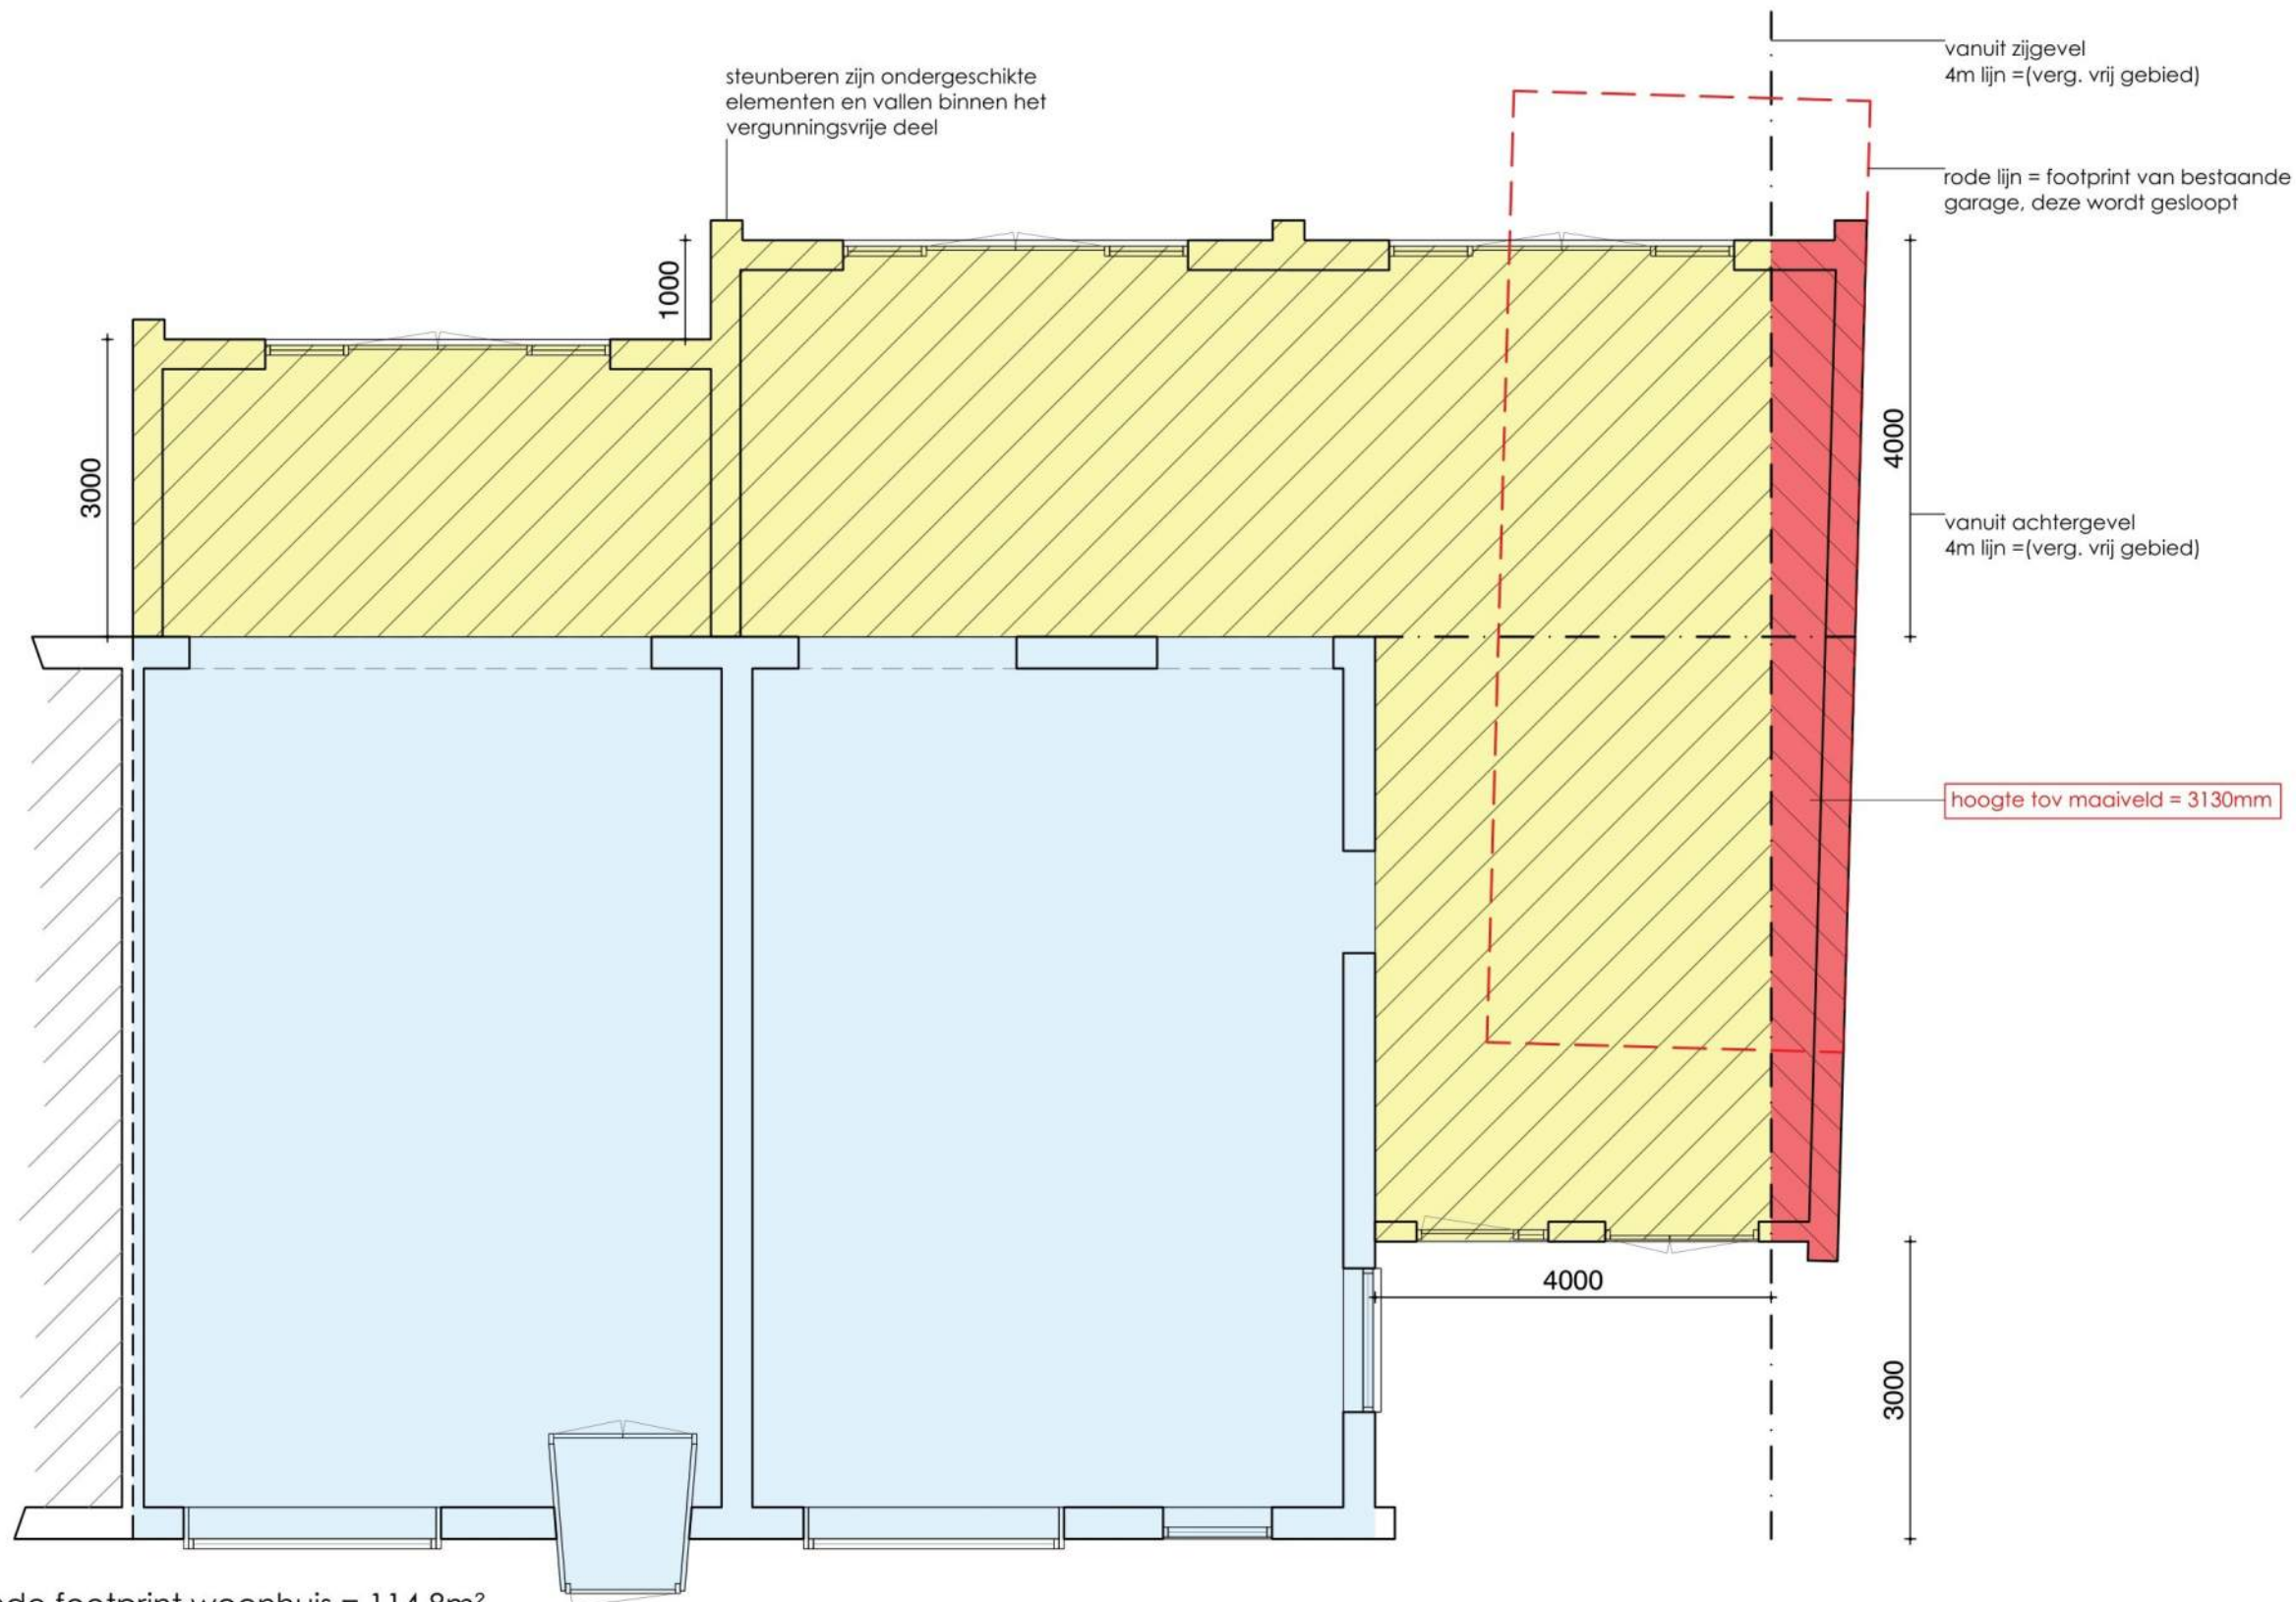 vanuit zijgevel
4m lijn =(verg. vrij gebied)
steunberen zijn ondergeschikte
elementen en vallen binnen het
vergunningsvrije deel
rode lijn = footprint van bestaande
garage, deze wordt gesloopt
1000
3000
4000
vanuit achtergevel
4m lijn =(verg. vrij gebied)
hoogte tov maaiveld = 3130mm
4000
3000
footprint woonhuis = 114,8m²